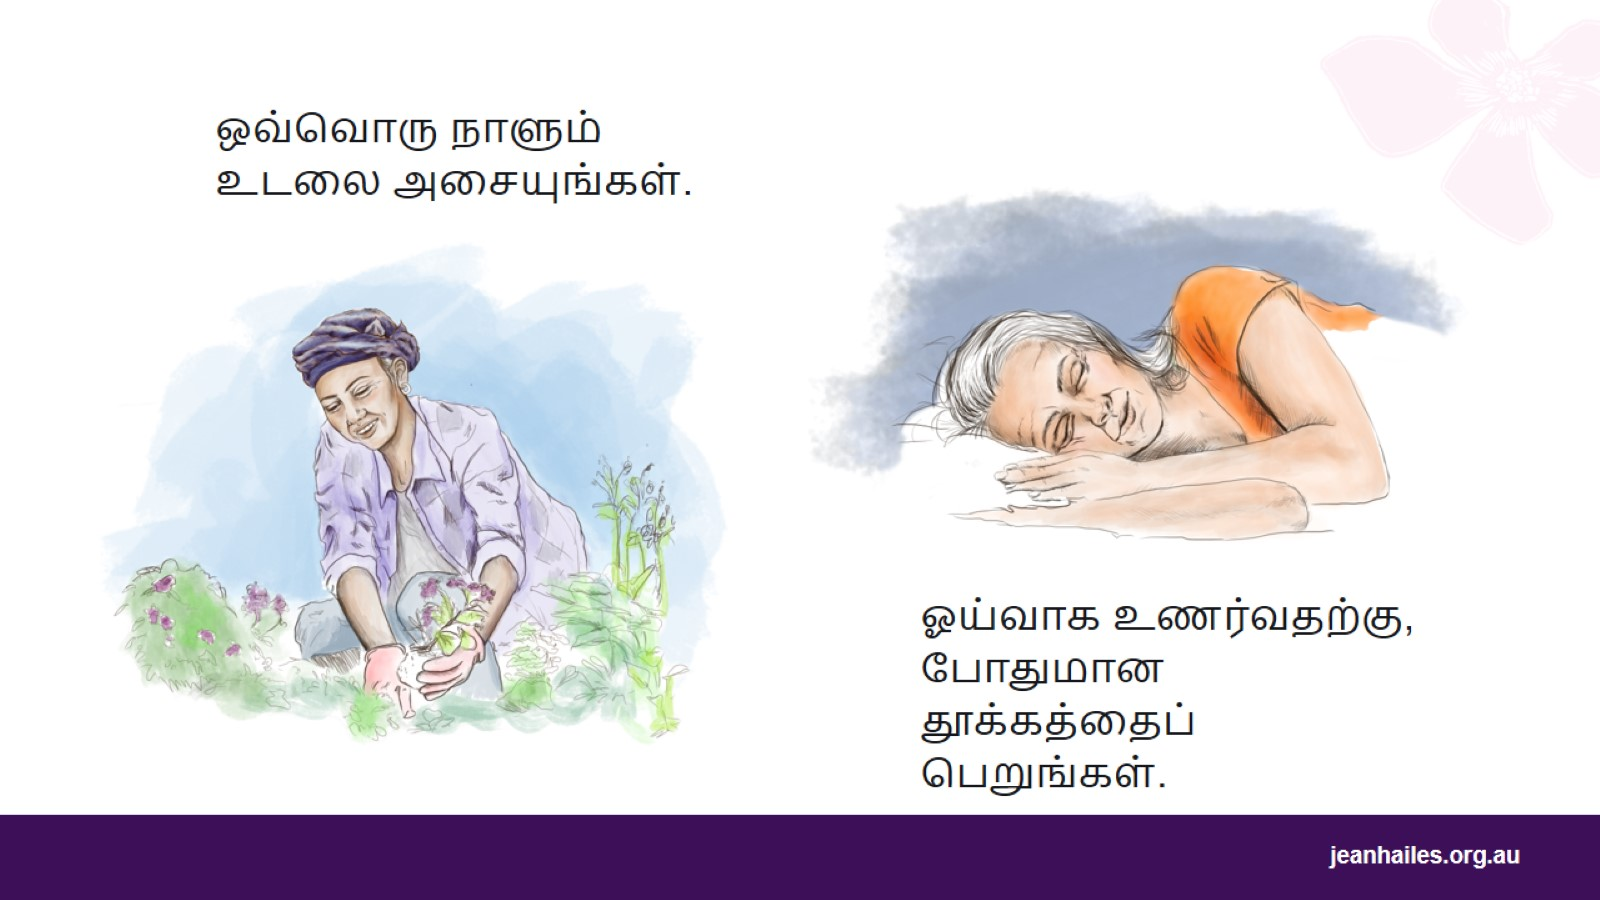 ஒவ்வொரு நாளும்
உடலை அசையுங்கள்.
ஓய்வாக உணர்வதற்கு,
போதுமான
தூக்கத்தைப்
பெறுங்கள்.
jeanhailes.org.au